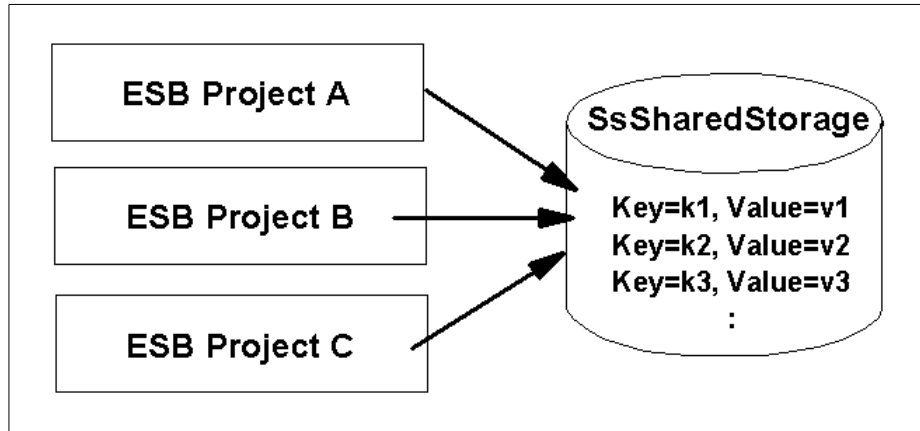 ESB Project A
ESB Project B
ESB Project C
SsSharedStorage
Key=k1, Value=v1
Key=k2, Value=v2
Key=k3, Value=v3
: